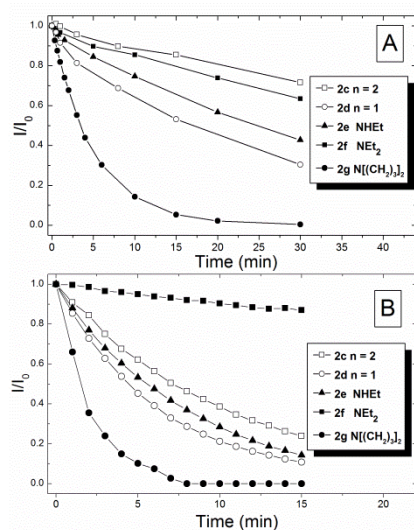 A
I/I0
1.0
0.8
0.6
0.4
0.2
0.0
2c n = 2
2d n = 1
2e NHEt
2f NEt2
2g N[(CH2)3]2
0 5 10 15 20 25 30 35 40
Time (min)
B
I/I0
1.0
0.8
0.6
0.4
0.2
0.0
2c n = 2
2d n = 1
2e NHEt
2f NEt2
2g N[(CH2)3]2
0 5 10 15 20
Time (min)